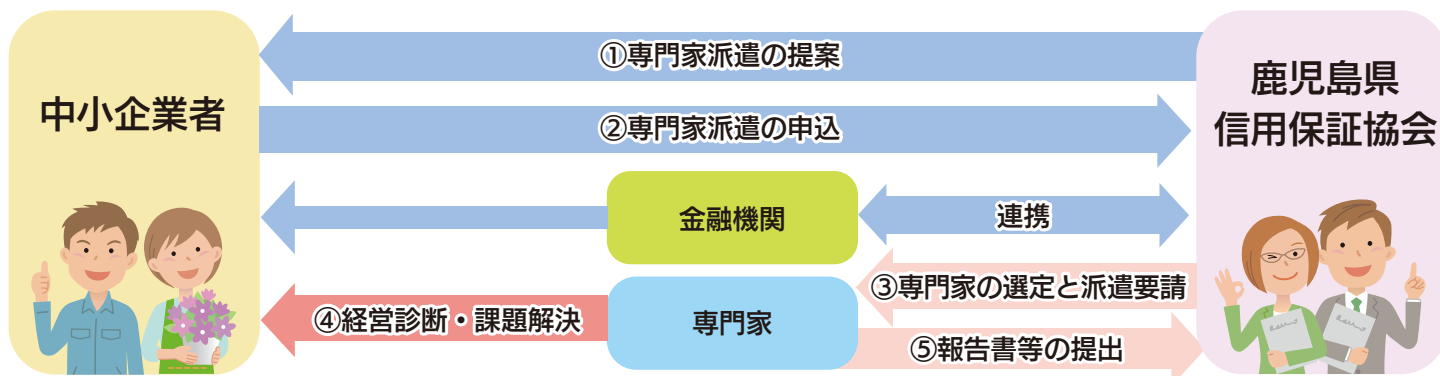 ①専門家派遣の提案
中小企業者
鹿児島県
信用保証協会
②専門家派遣の申込
金融機関
連携
③専門家の選定と派遣要請
④経営診断・課題解決
専門家
⑤報告書等の提出